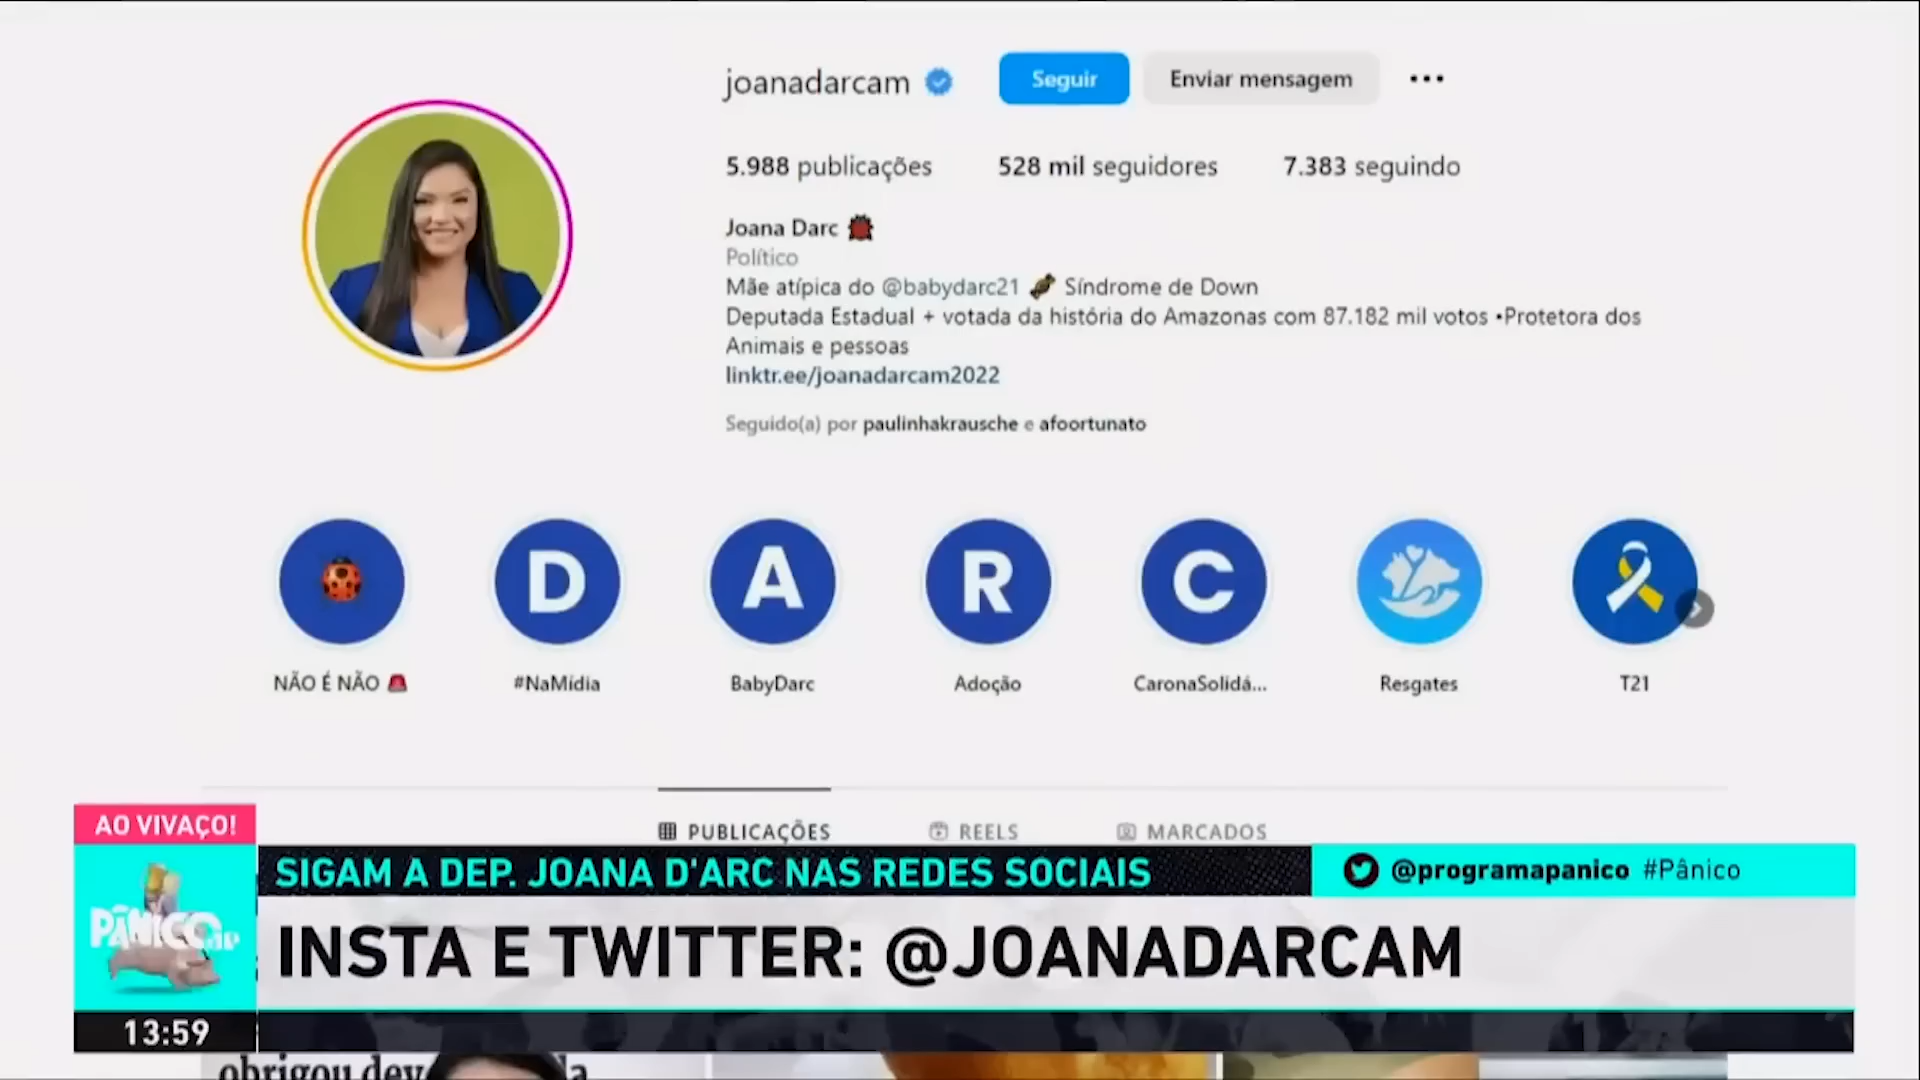 joanadarcam
Seguir
Enviar mensagem
5.988 publicações
528 mil seguidores
7.383 seguindo
Joana Darc
Político
Mãe atípica do @babydarc21 Síndrome de Down
Deputada Estadual + votada da história do Amazonas com 87.182 mil votos •Protetora dos
Animais e pessoas
linktr.ee/joanadarcam2022
Seguido(a) por paulinhakrausche e afoortunato
D
A
R
C
NÃO É NÃO
#NaMídia
BabyDarc
Adoção
CaronaSolidá...
Resgates
T21
PUBLICAÇÕES
REELS
MARCADOS
AO VIVAÇO!
SIGAM A DEP. JOANA D'ARC NAS REDES SOCIAIS
@programapanico #Pânico
PÂNICO JP
INSTA E TWITTER: @JOANADARCAM
13:59
obrigou dev